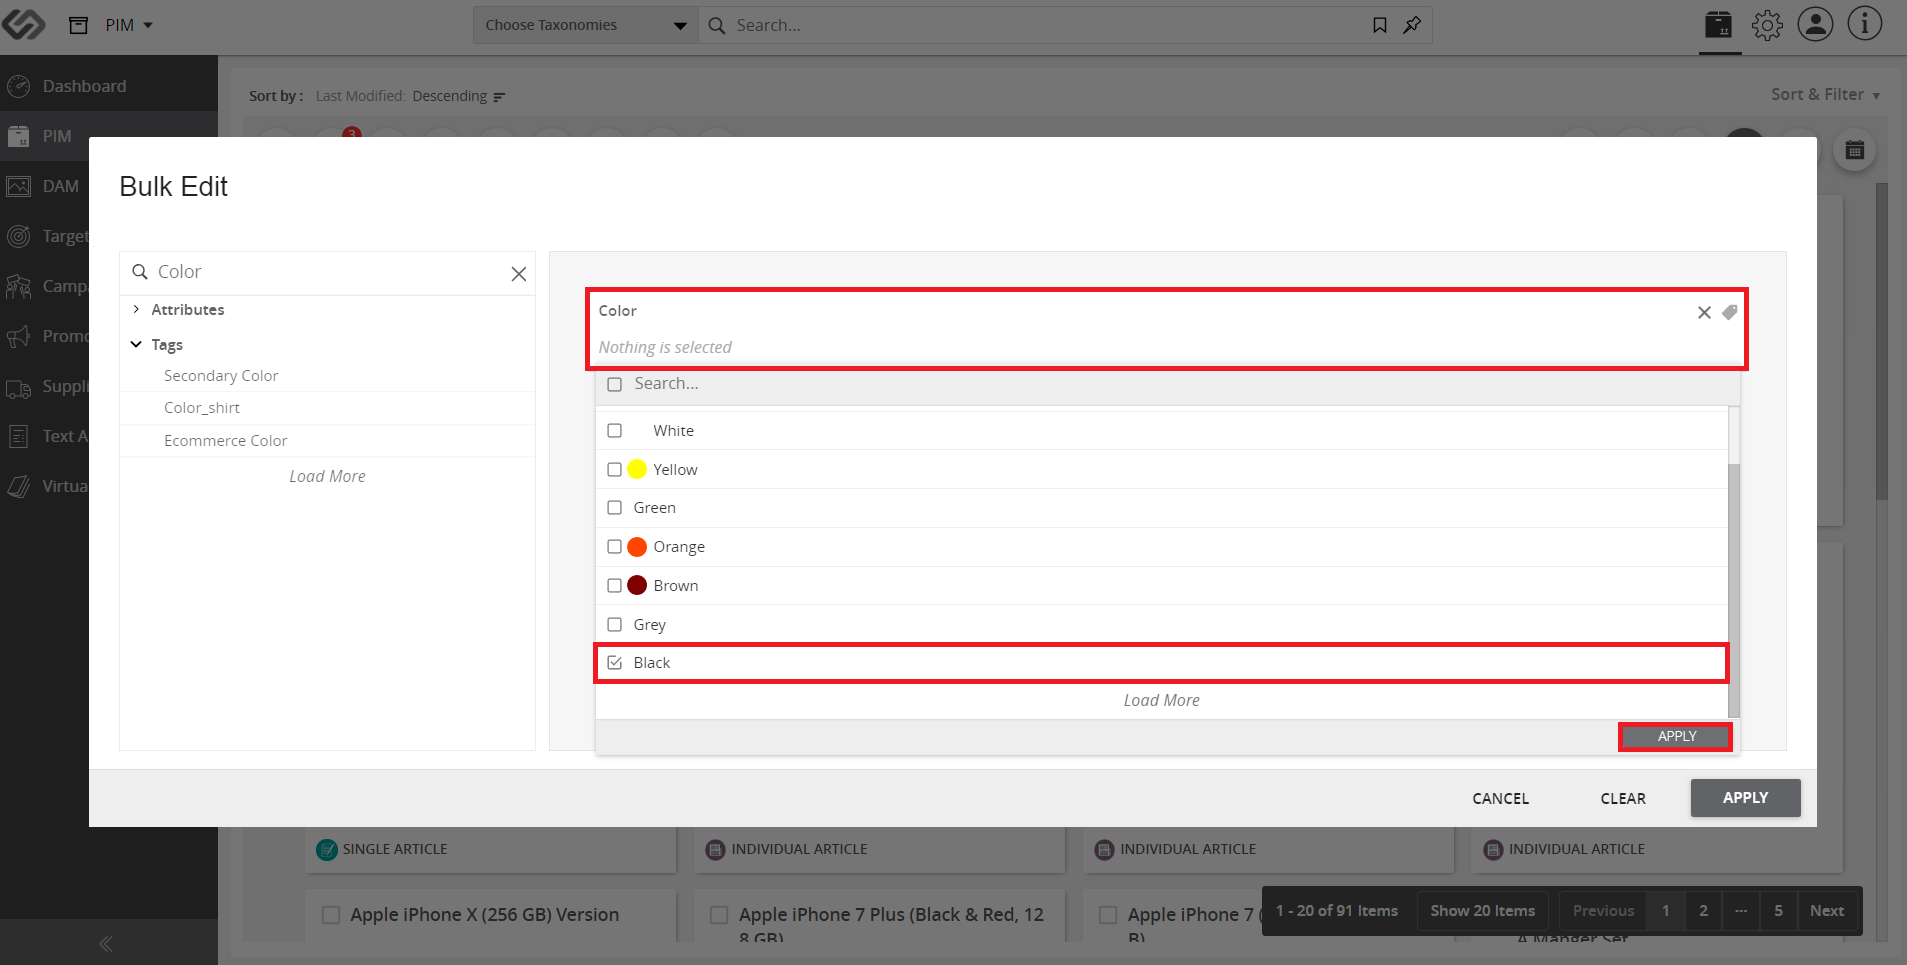 PIM
Choose Taxonomies
Search...
Dashboard
PIM
DAM
Target
Campa
Promo
Suppli
Text A
Virtua
Sort by : Last Modified: Descending
Sort & Filter
3
Bulk Edit
Color
Attributes
Tags
Secondary Color
Color_shirt
Ecommerce Color
Load More
Color
Nothing is selected
Search...
White
Yellow
Green
Orange
Brown
Grey
Black
Load More
APPLY
CANCEL
CLEAR
APPLY
SINGLE ARTICLE
INDIVIDUAL ARTICLE
INDIVIDUAL ARTICLE
INDIVIDUAL ARTICLE
Apple iPhone X (256 GB) Version
Apple iPhone 7 Plus (Black & Red, 12
8 GB)
Apple iPhone 7 (
B)
A Manger Set
1 - 20 of 91 Items
Show 20 Items
Previous
1
2
...
5
Next